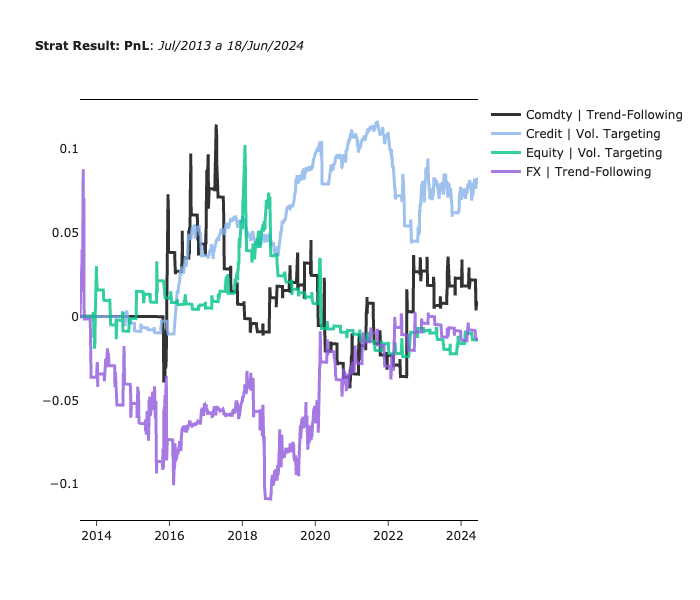 Strat Result: PnL: Jul/2013 a 18/Jun/2024
Comdty | Trend-Following
Credit | Vol. Targeting
Equity | Vol. Targeting
FX | Trend-Following
0.1
0.05
0
−0.05
−0.1
2014 2016 2018 2020 2022 2024